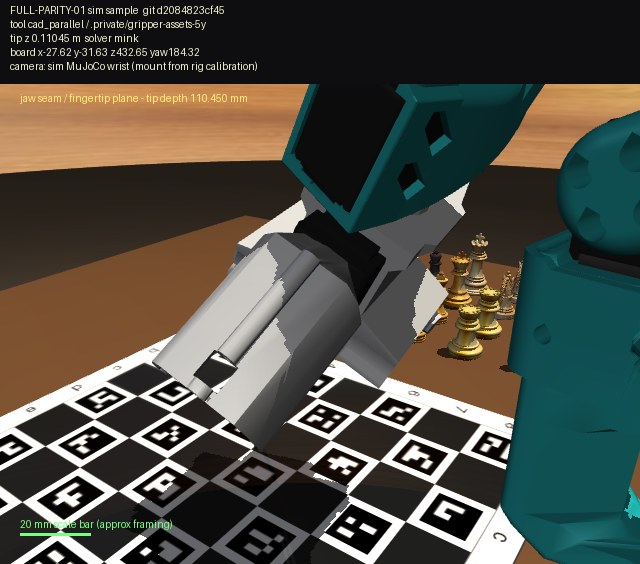 FULL-PARITY-01 sim sample git d2084823cf45
tool cad_parallel / .private/gripper-assets-5y
tip z 0.11045 m solver mink
board x-27.62 y-31.63 z432.65 yaw184.32
camera: sim MuJoCo wrist (mount from rig calibration)
jaw seam / fingertip plane - tip depth 110.450 mm
20 mm scale bar (approx framing)